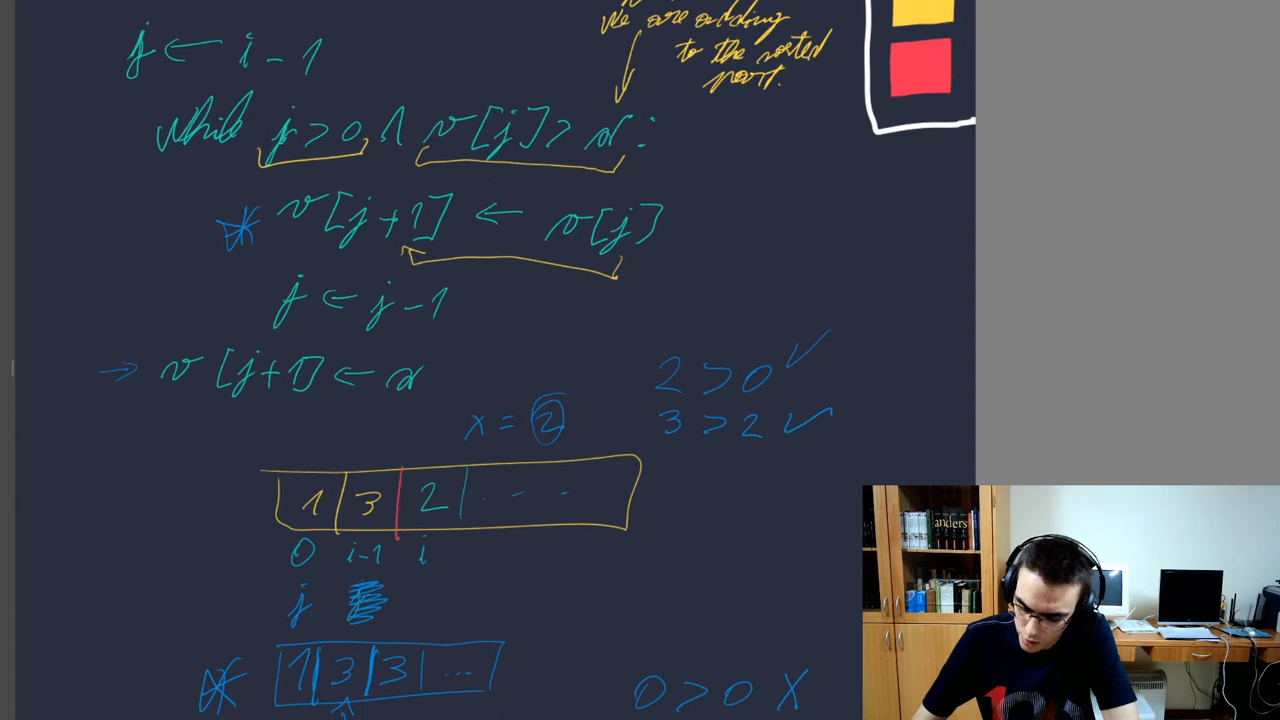 We are adding
to the sorted
part.
j ← i - 1
While j > 0 ∧ v[j] > x :
* v[j+1] ← v[j]
j ← j - 1
→ v[j+1] ← x
2 > 0 ✓
x = 2
3 > 2 ✓
1 3 2 . - -
0 i-1 i
j
* 1 3 3 ...
0 > 0 X
anders